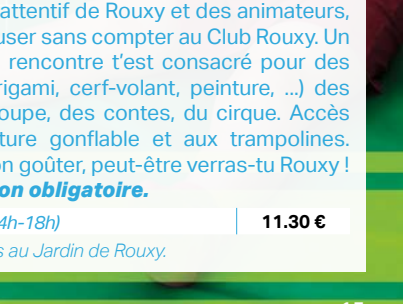 attentif de Rouxy et des animateurs,
user sans compter au Club Rouxy. Un
rencontre t'est consacré pour des
rigami, cerf-volant, peinture, ...) des
oupe, des contes, du cirque. Accès
ture gonflable et aux trampolines.
on goûter, peut-être verras-tu Rouxy !
on obligatoire.
4h-18h) 11.30 €
s au Jardin de Rouxy.